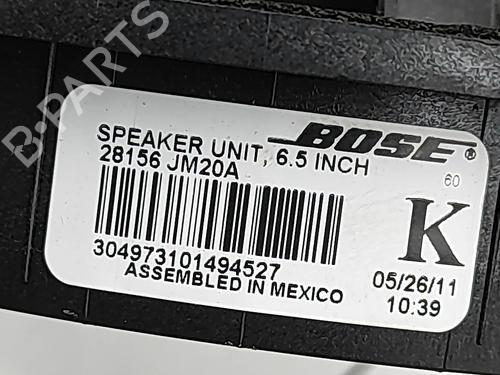 B-PARTS
BOSE®
SPEAKER UNIT, 6.5 INCH
28156 JM20A
60
K
304973101494527
ASSEMBLED IN MEXICO
05/26/11
10:39